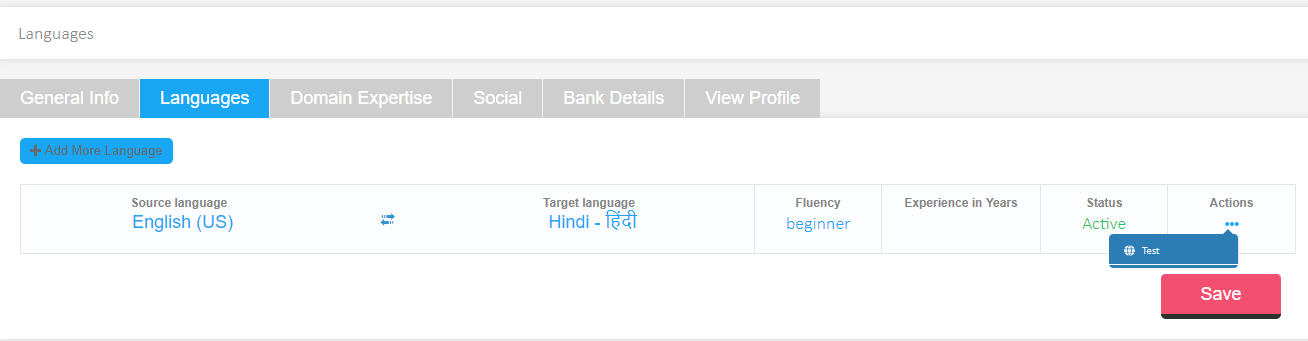 Languages
General Info Languages Domain Expertise Social Bank Details View Profile
Add More Language
Source language Target language Fluency Experience in Years Status Actions
English (US) Hindi - हिंदी beginner Active
Test
Save